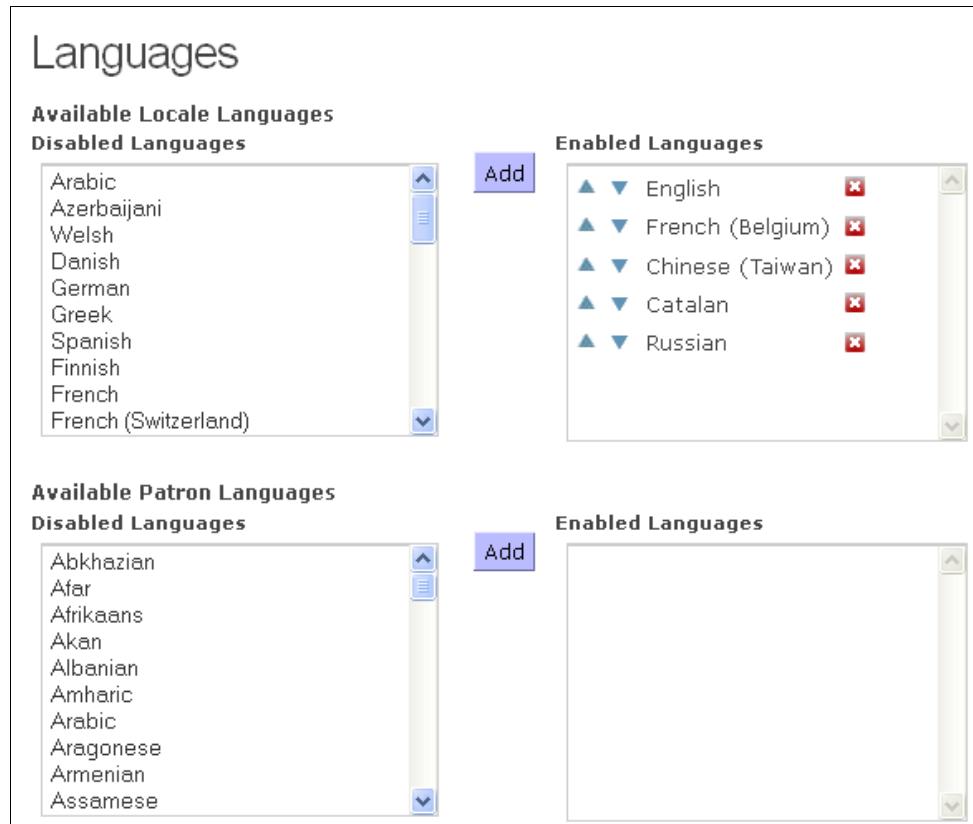 Languages
Available Locale Languages
Disabled Languages
Arabic
Azerbaijani
Welsh
Danish
German
Greek
Spanish
Finnish
French
French (Switzerland)
Add
Enabled Languages
English
French (Belgium)
Chinese (Taiwan)
Catalan
Russian
Available Patron Languages
Disabled Languages
Abkhazian
Afar
Afrikaans
Akan
Albanian
Amharic
Arabic
Aragonese
Armenian
Assamese
Add
Enabled Languages